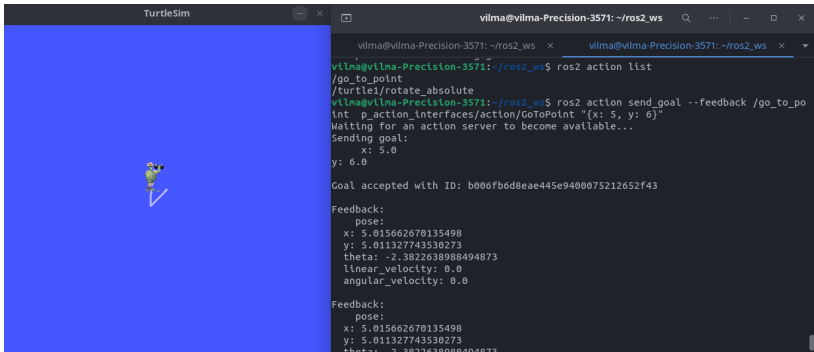 TurtleSim
vilma@vilma-Precision-3571: ~/ros2_ws
vilma@vilma-Precision-3571: ~/ros2_ws
vilma@vilma-Precision-3571: ~/ros2_ws
vilma@vilma-Precision-3571:~/ros2_ws$ ros2 action list
/go_to_point
/turtle1/rotate_absolute
vilma@vilma-Precision-3571:~/ros2_ws$ ros2 action send_goal --feedback /go_to_po
int  p_action_interfaces/action/GoToPoint "{x: 5, y: 6}"
Waiting for an action server to become available...
Sending goal:
x: 5.0
y: 6.0
Goal accepted with ID: b006fb6d8eae445e9400075212652f43
Feedback:
pose:
x: 5.015662670135498
y: 5.011327743530273
theta: -2.3822638988494873
linear_velocity: 0.0
angular_velocity: 0.0
Feedback:
pose:
x: 5.015662670135498
y: 5.011327743530273
theta: -2.3822638988494873